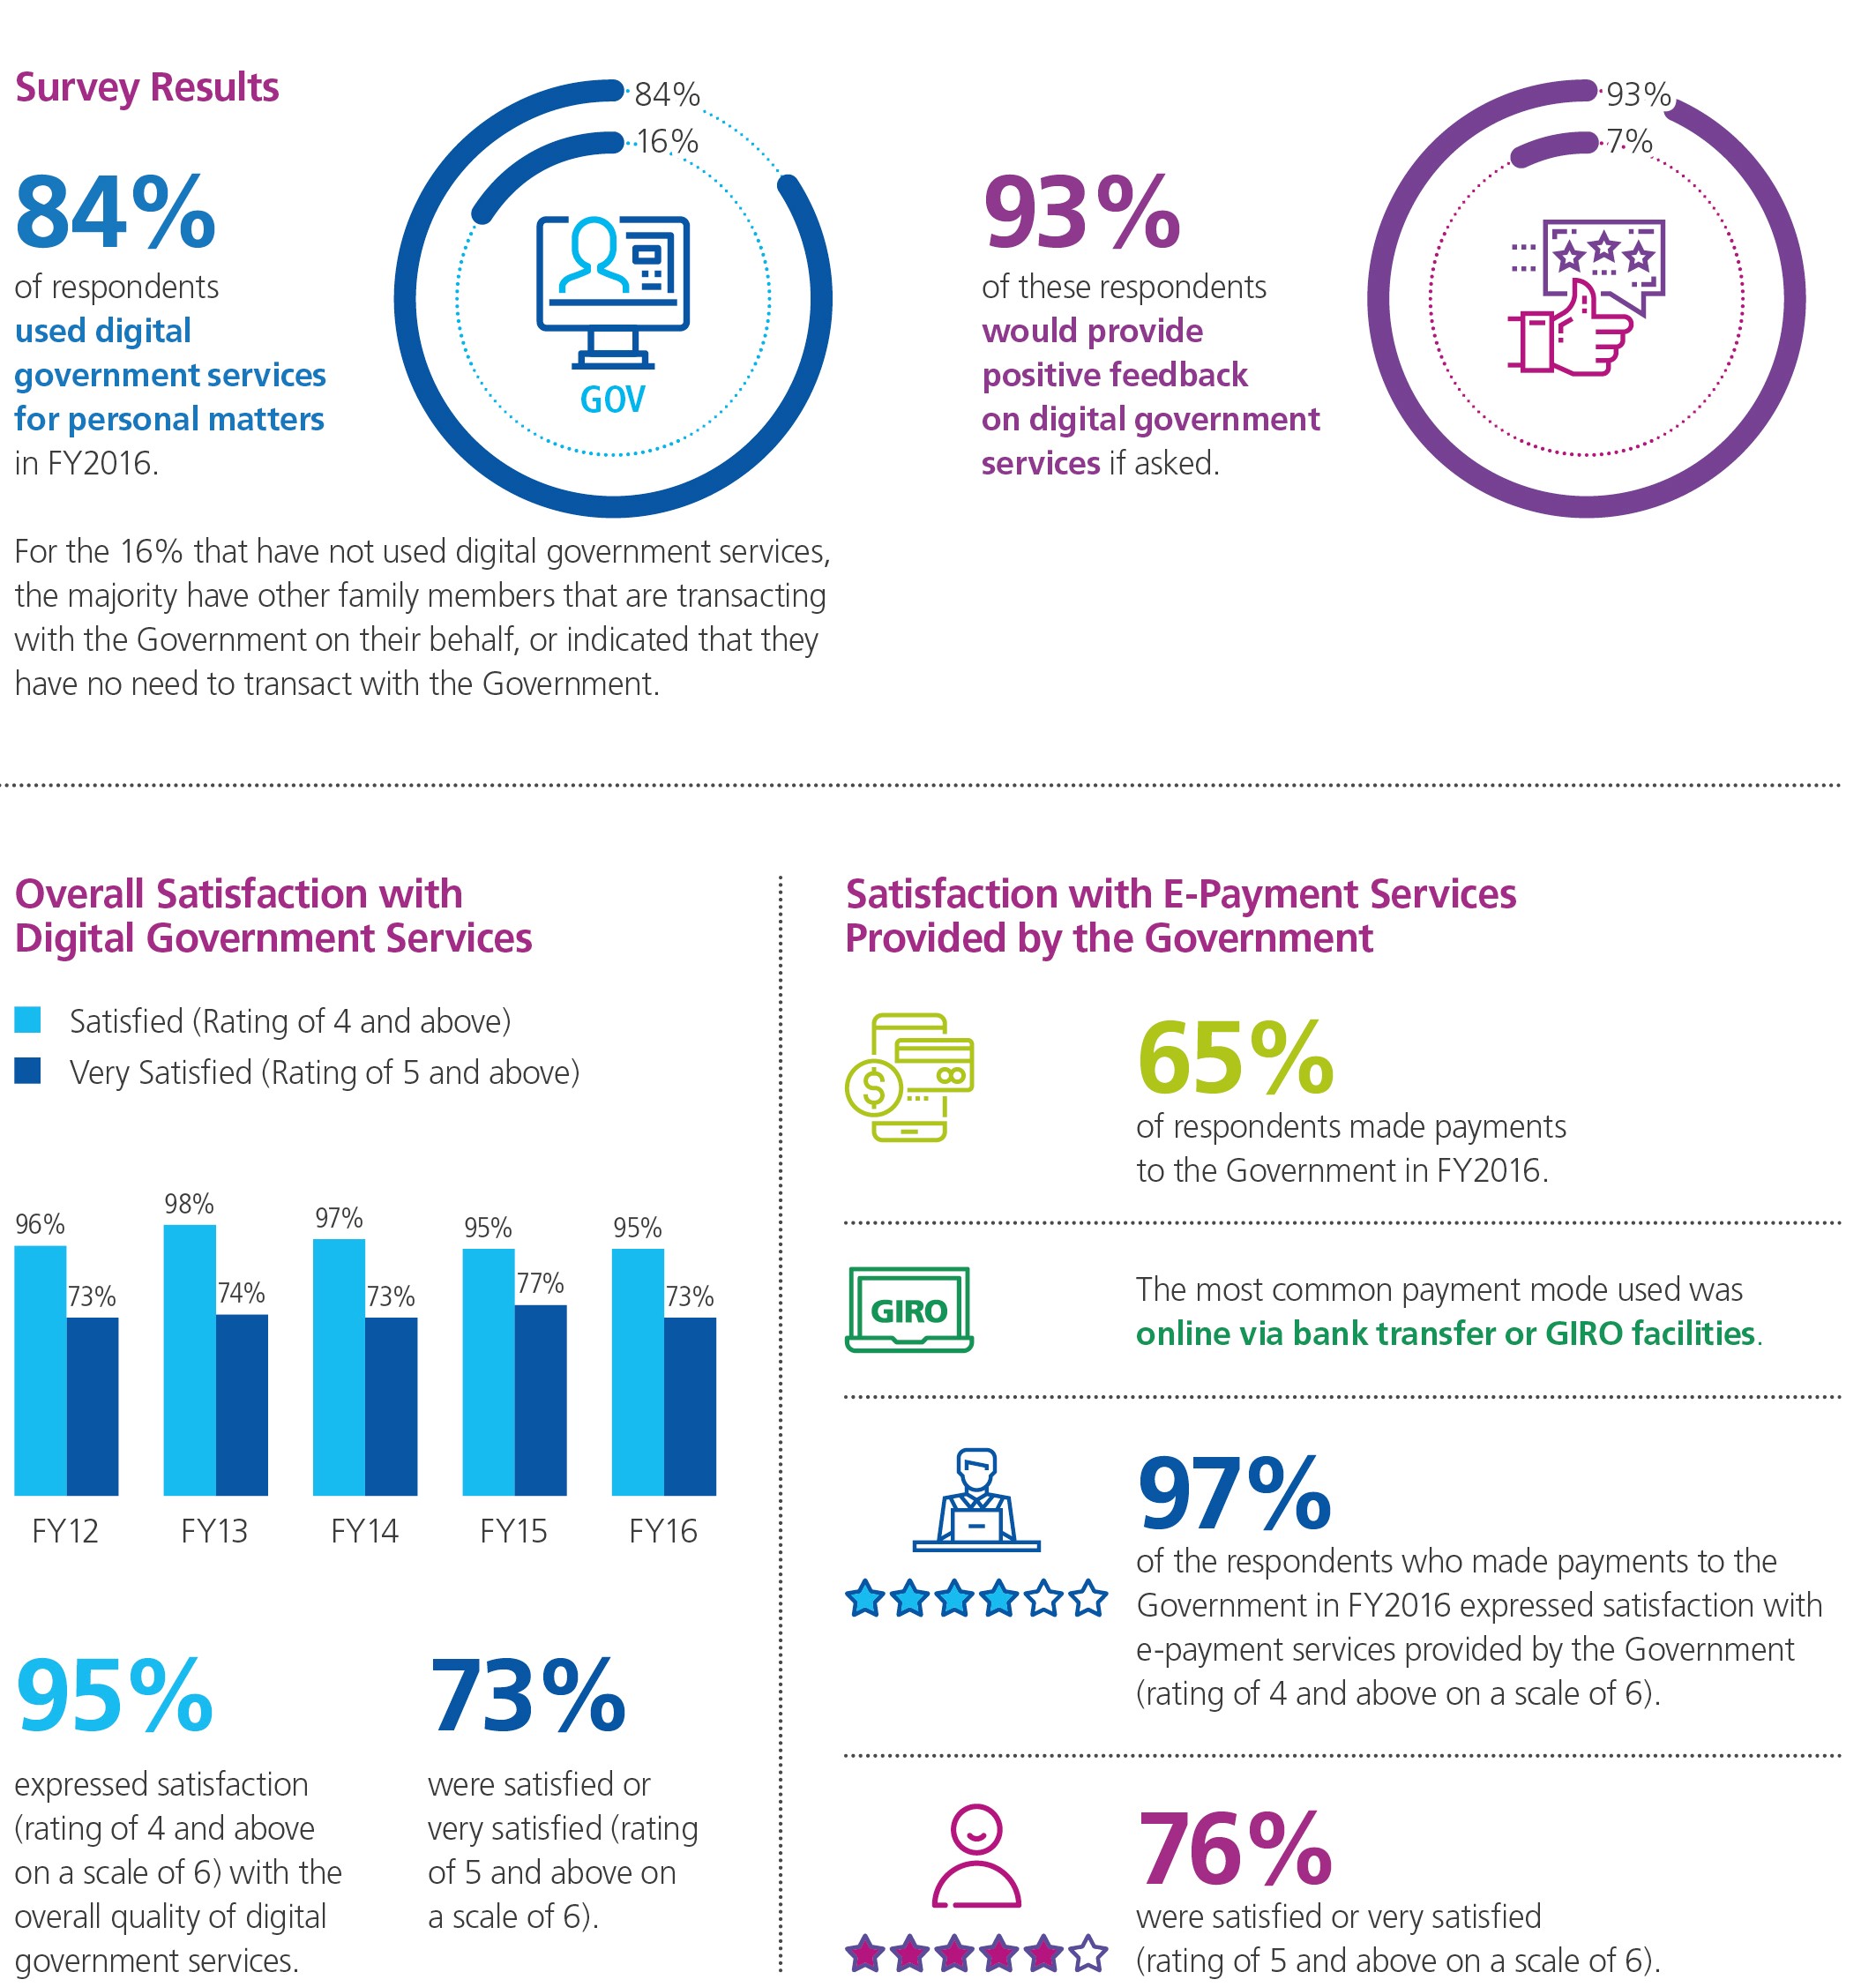 Survey Results
84%
of respondents
used digital
government services
for personal matters
in FY2016.
84%
16%
GOV
For the 16% that have not used digital government services,
the majority have other family members that are transacting
with the Government on their behalf, or indicated that they
have no need to transact with the Government.
93%
of these respondents
would provide
positive feedback
on digital government
services if asked.
93%
7%
Overall Satisfaction with
Digital Government Services
Satisfied (Rating of 4 and above)
Very Satisfied (Rating of 5 and above)
96%
73%
98%
74%
97%
73%
95%
77%
95%
73%
FY12
FY13
FY14
FY15
FY16
95%
expressed satisfaction
(rating of 4 and above
on a scale of 6) with the
overall quality of digital
government services.
73%
were satisfied or
very satisfied (rating
of 5 and above on
a scale of 6).
Satisfaction with E-Payment Services
Provided by the Government
$
65%
of respondents made payments
to the Government in FY2016.
GIRO
The most common payment mode used was
online via bank transfer or GIRO facilities.
97%
of the respondents who made payments to the
Government in FY2016 expressed satisfaction with
e-payment services provided by the Government
(rating of 4 and above on a scale of 6).
76%
were satisfied or very satisfied
(rating of 5 and above on a scale of 6).